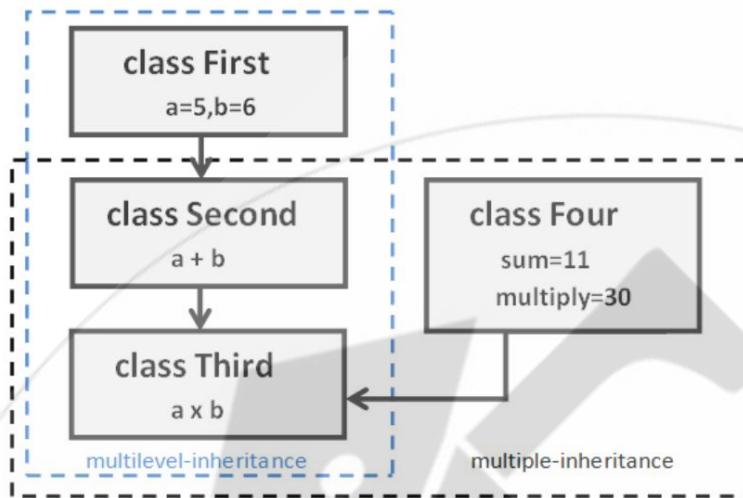 class First
a=5,b=6
class Second
a + b
class Third
a x b
multilevel-inheritance
class Four
sum=11
multiply=30
multiple-inheritance